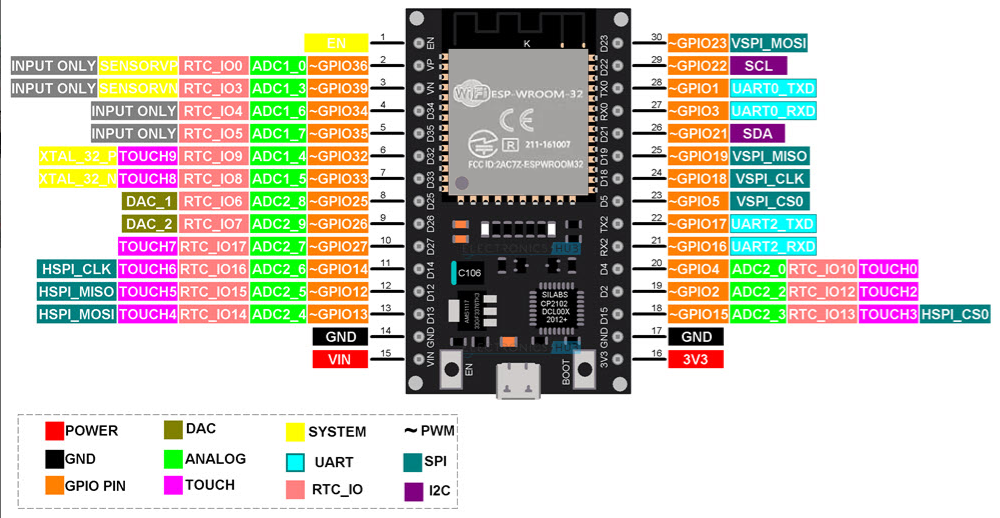 EN 1 EN D23 30 ~GPIO23 VSPI_MOSI
INPUT ONLY SENSORVP RTC_IO0 ADC1_0 ~GPIO36 2 VP D22 29 ~GPIO22 SCL
INPUT ONLY SENSORVN RTC_IO3 ADC1_3 ~GPIO39 3 VN TX0 28 ~GPIO1 UART0_TXD
INPUT ONLY RTC_IO4 ADC1_6 ~GPIO34 4 D34 RX0 27 ~GPIO3 UART0_RXD
INPUT ONLY RTC_IO5 ADC1_7 ~GPIO35 5 D35 D21 26 ~GPIO21 SDA
XTAL_32_P TOUCH9 RTC_IO9 ADC1_4 ~GPIO32 6 D32 D19 25 ~GPIO19 VSPI_MISO
XTAL_32_N TOUCH8 RTC_IO8 ADC1_5 ~GPIO33 7 D33 D18 24 ~GPIO18 VSPI_CLK
DAC_1 RTC_IO6 ADC2_8 ~GPIO25 8 D25 D5 23 ~GPIO5 VSPI_CS0
DAC_2 RTC_IO7 ADC2_9 ~GPIO26 9 D26 TX2 22 ~GPIO17 UART2_TXD
TOUCH7 RTC_IO17 ADC2_7 ~GPIO27 10 D27 RX2 21 ~GPIO16 UART2_RXD
HSPI_CLK TOUCH6 RTC_IO16 ADC2_6 ~GPIO14 11 D14 D4 20 ~GPIO4 ADC2_0 RTC_IO10 TOUCH0
HSPI_MISO TOUCH5 RTC_IO15 ADC2_5 ~GPIO12 12 D12 D2 19 ~GPIO2 ADC2_2 RTC_IO12 TOUCH2
HSPI_MOSI TOUCH4 RTC_IO14 ADC2_4 ~GPIO13 13 D13 D15 18 ~GPIO15 ADC2_3 RTC_IO13 TOUCH3 HSPI_CS0
GND 14 GND GND 17 GND
VIN 15 VIN 3V3 16 3V3
K
WiFi ESP-WROOM-32
CE
R 211-161007
FCC ID:2AC7Z-ESPWROOM32
ELECTRONICS HUB
C106
AMS1117
SILABS
CP2102
DCL00X
2012+
ELECTRONICS HUB
EN
BOOT
POWER DAC SYSTEM ~ PWM
GND ANALOG UART SPI
GPIO PIN TOUCH RTC_IO I2C